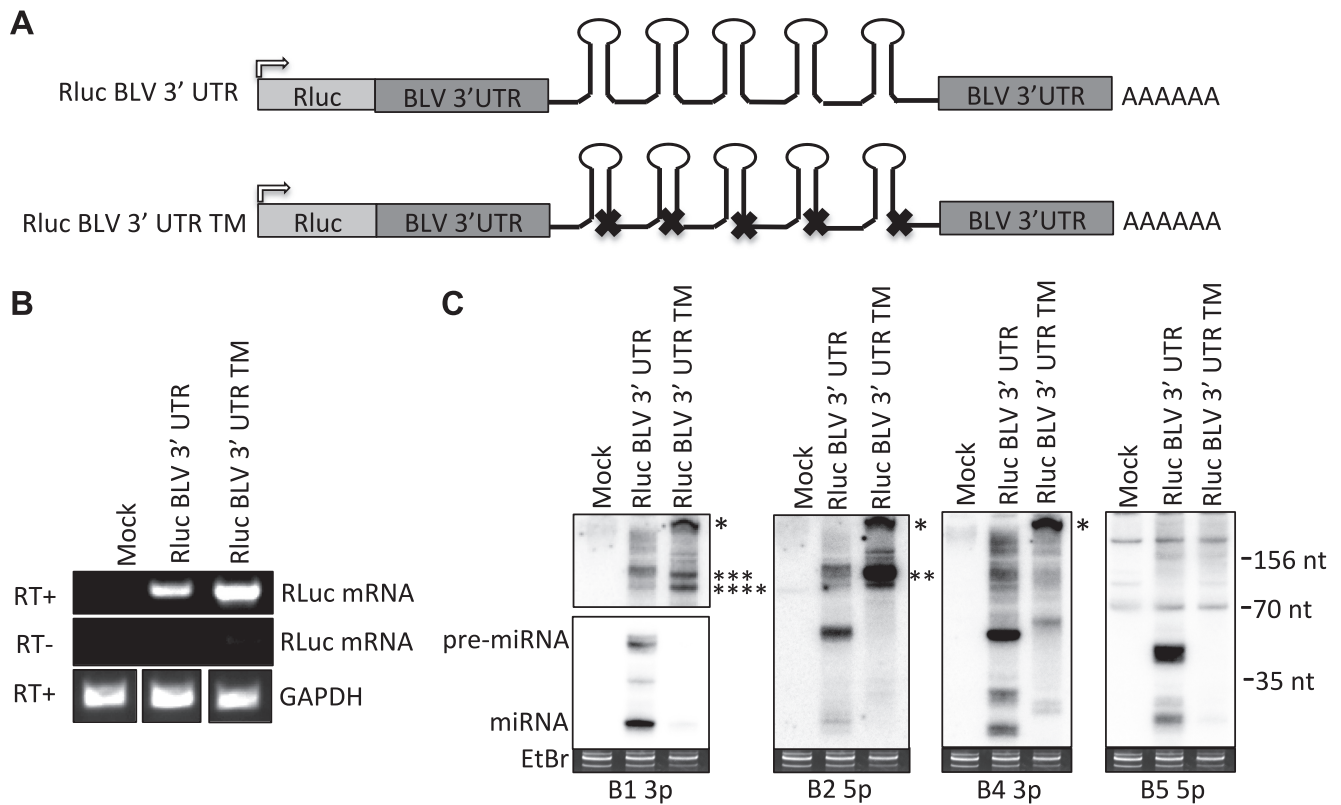 A
Rluc BLV 3’ UTR
Rluc
BLV 3’UTR
BLV 3’UTR
AAAAAA
Rluc BLV 3’ UTR TM
Rluc
BLV 3’UTR
BLV 3’UTR
AAAAAA
B
Mock
Rluc BLV 3’ UTR
Rluc BLV 3’ UTR TM
RT+
RLuc mRNA
RT-
RLuc mRNA
RT+
GAPDH
C
Mock
Rluc BLV 3’ UTR
Rluc BLV 3’ UTR TM
*
***
****
pre-miRNA
miRNA
EtBr
B1 3p
Mock
Rluc BLV 3’ UTR
Rluc BLV 3’ UTR TM
*
**
B2 5p
Mock
Rluc BLV 3’ UTR
Rluc BLV 3’ UTR TM
*
B4 3p
Mock
Rluc BLV 3’ UTR
Rluc BLV 3’ UTR TM
-156 nt
-70 nt
-35 nt
B5 5p